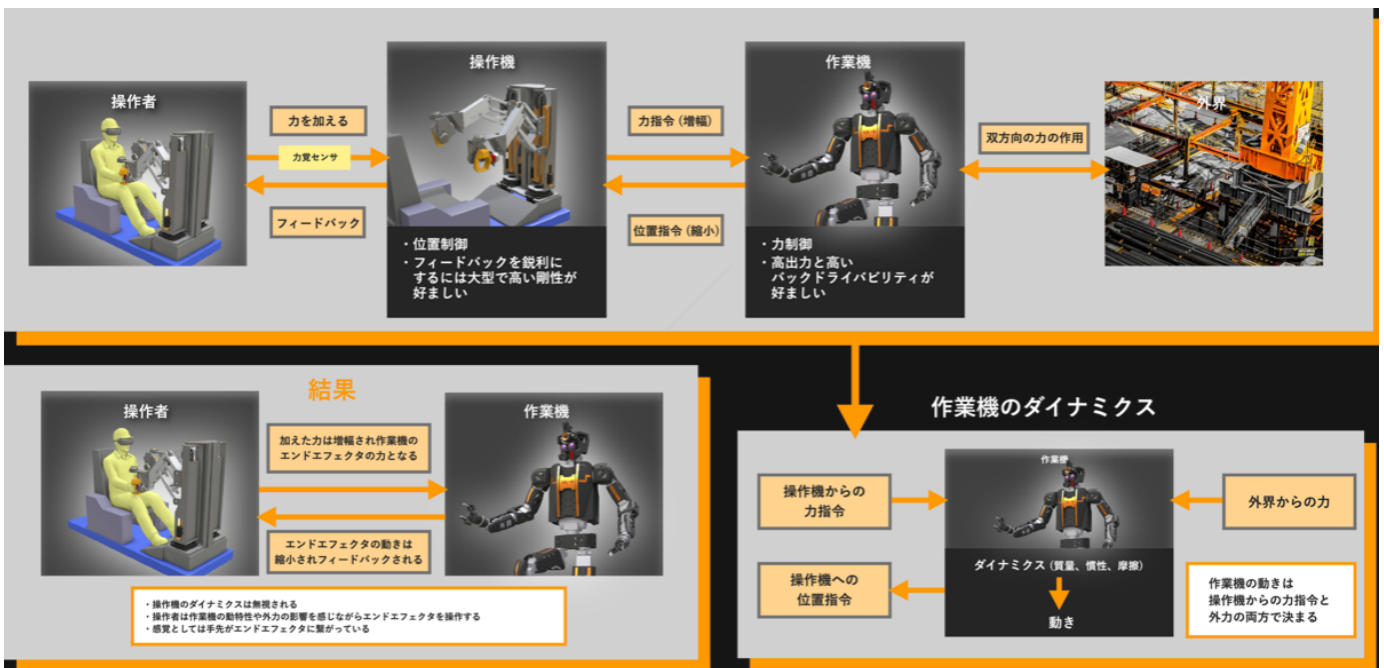 操作者
力を加える
力覚センサ
フィードバック
操作機
・位置制御
・フィードバックを鋭利に
するには大型で高い剛性が
好ましい
力指令(増幅)
位置指令(縮小)
作業機
・力制御
・高出力と高い
バックドライバビリティが
好ましい
双方向の力の作用
外界
結果
操作者
加えた力は増幅され作業機の
エンドエフェクタの力となる
エンドエフェクタの動きは
縮小されフィードバックされる
作業機
・操作機のダイナミクスは無視される
・操作者は作業機の動特性や外力の影響を感じながらエンドエフェクタを操作する
・感覚としては手先がエンドエフェクタに繋がっている
作業機のダイナミクス
操作機からの
力指令
操作機への
位置指令
作業機
ダイナミクス(質量、慣性、摩擦)
動き
外界からの力
作業機の動きは
操作機からの力指令と
外力の両方で決まる